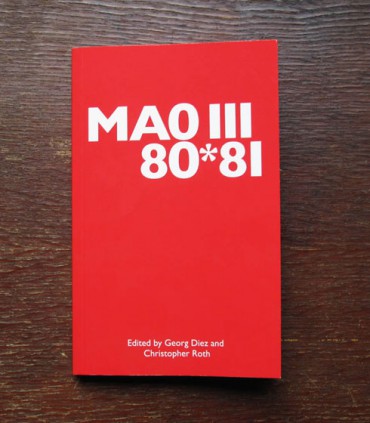 MAO III
80*81
Edited by Georg Diez and
Christopher Roth